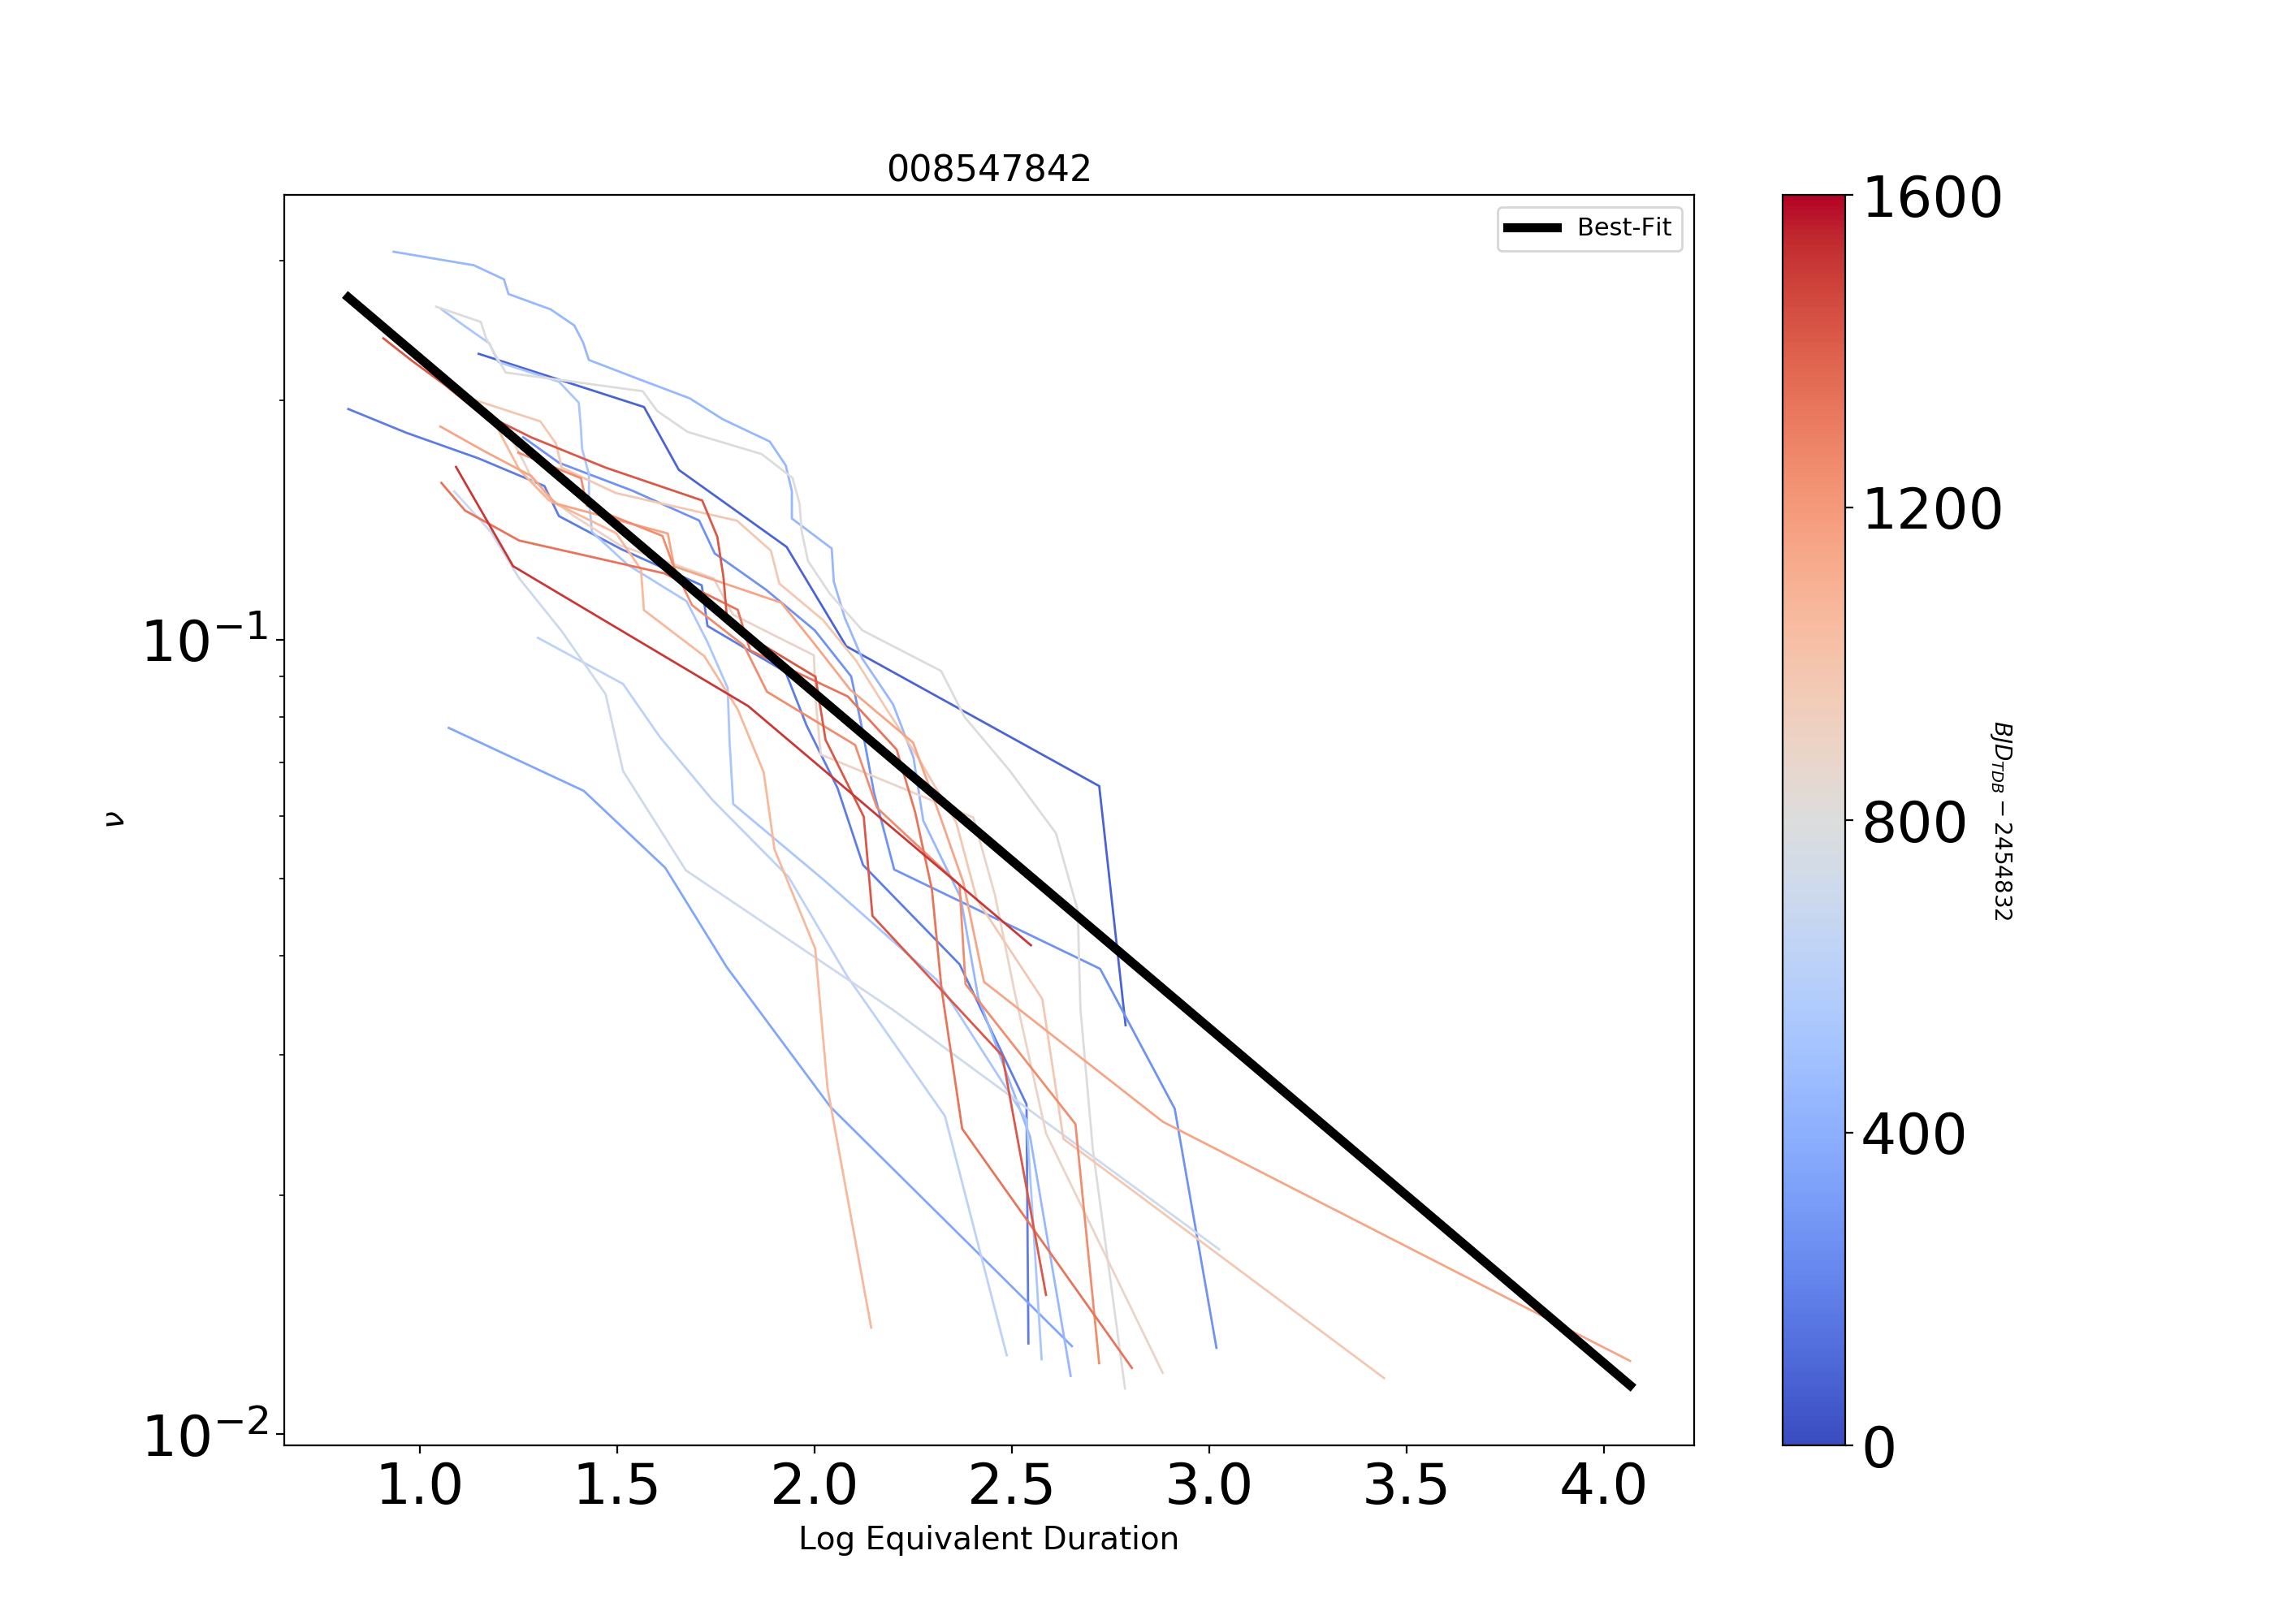 008547842
Best-Fit
10⁻¹
10⁻²
ν
1.0 1.5 2.0 2.5 3.0 3.5 4.0
Log Equivalent Duration
1600
1200
800
400
0
BJD_{TDB} − 2454832